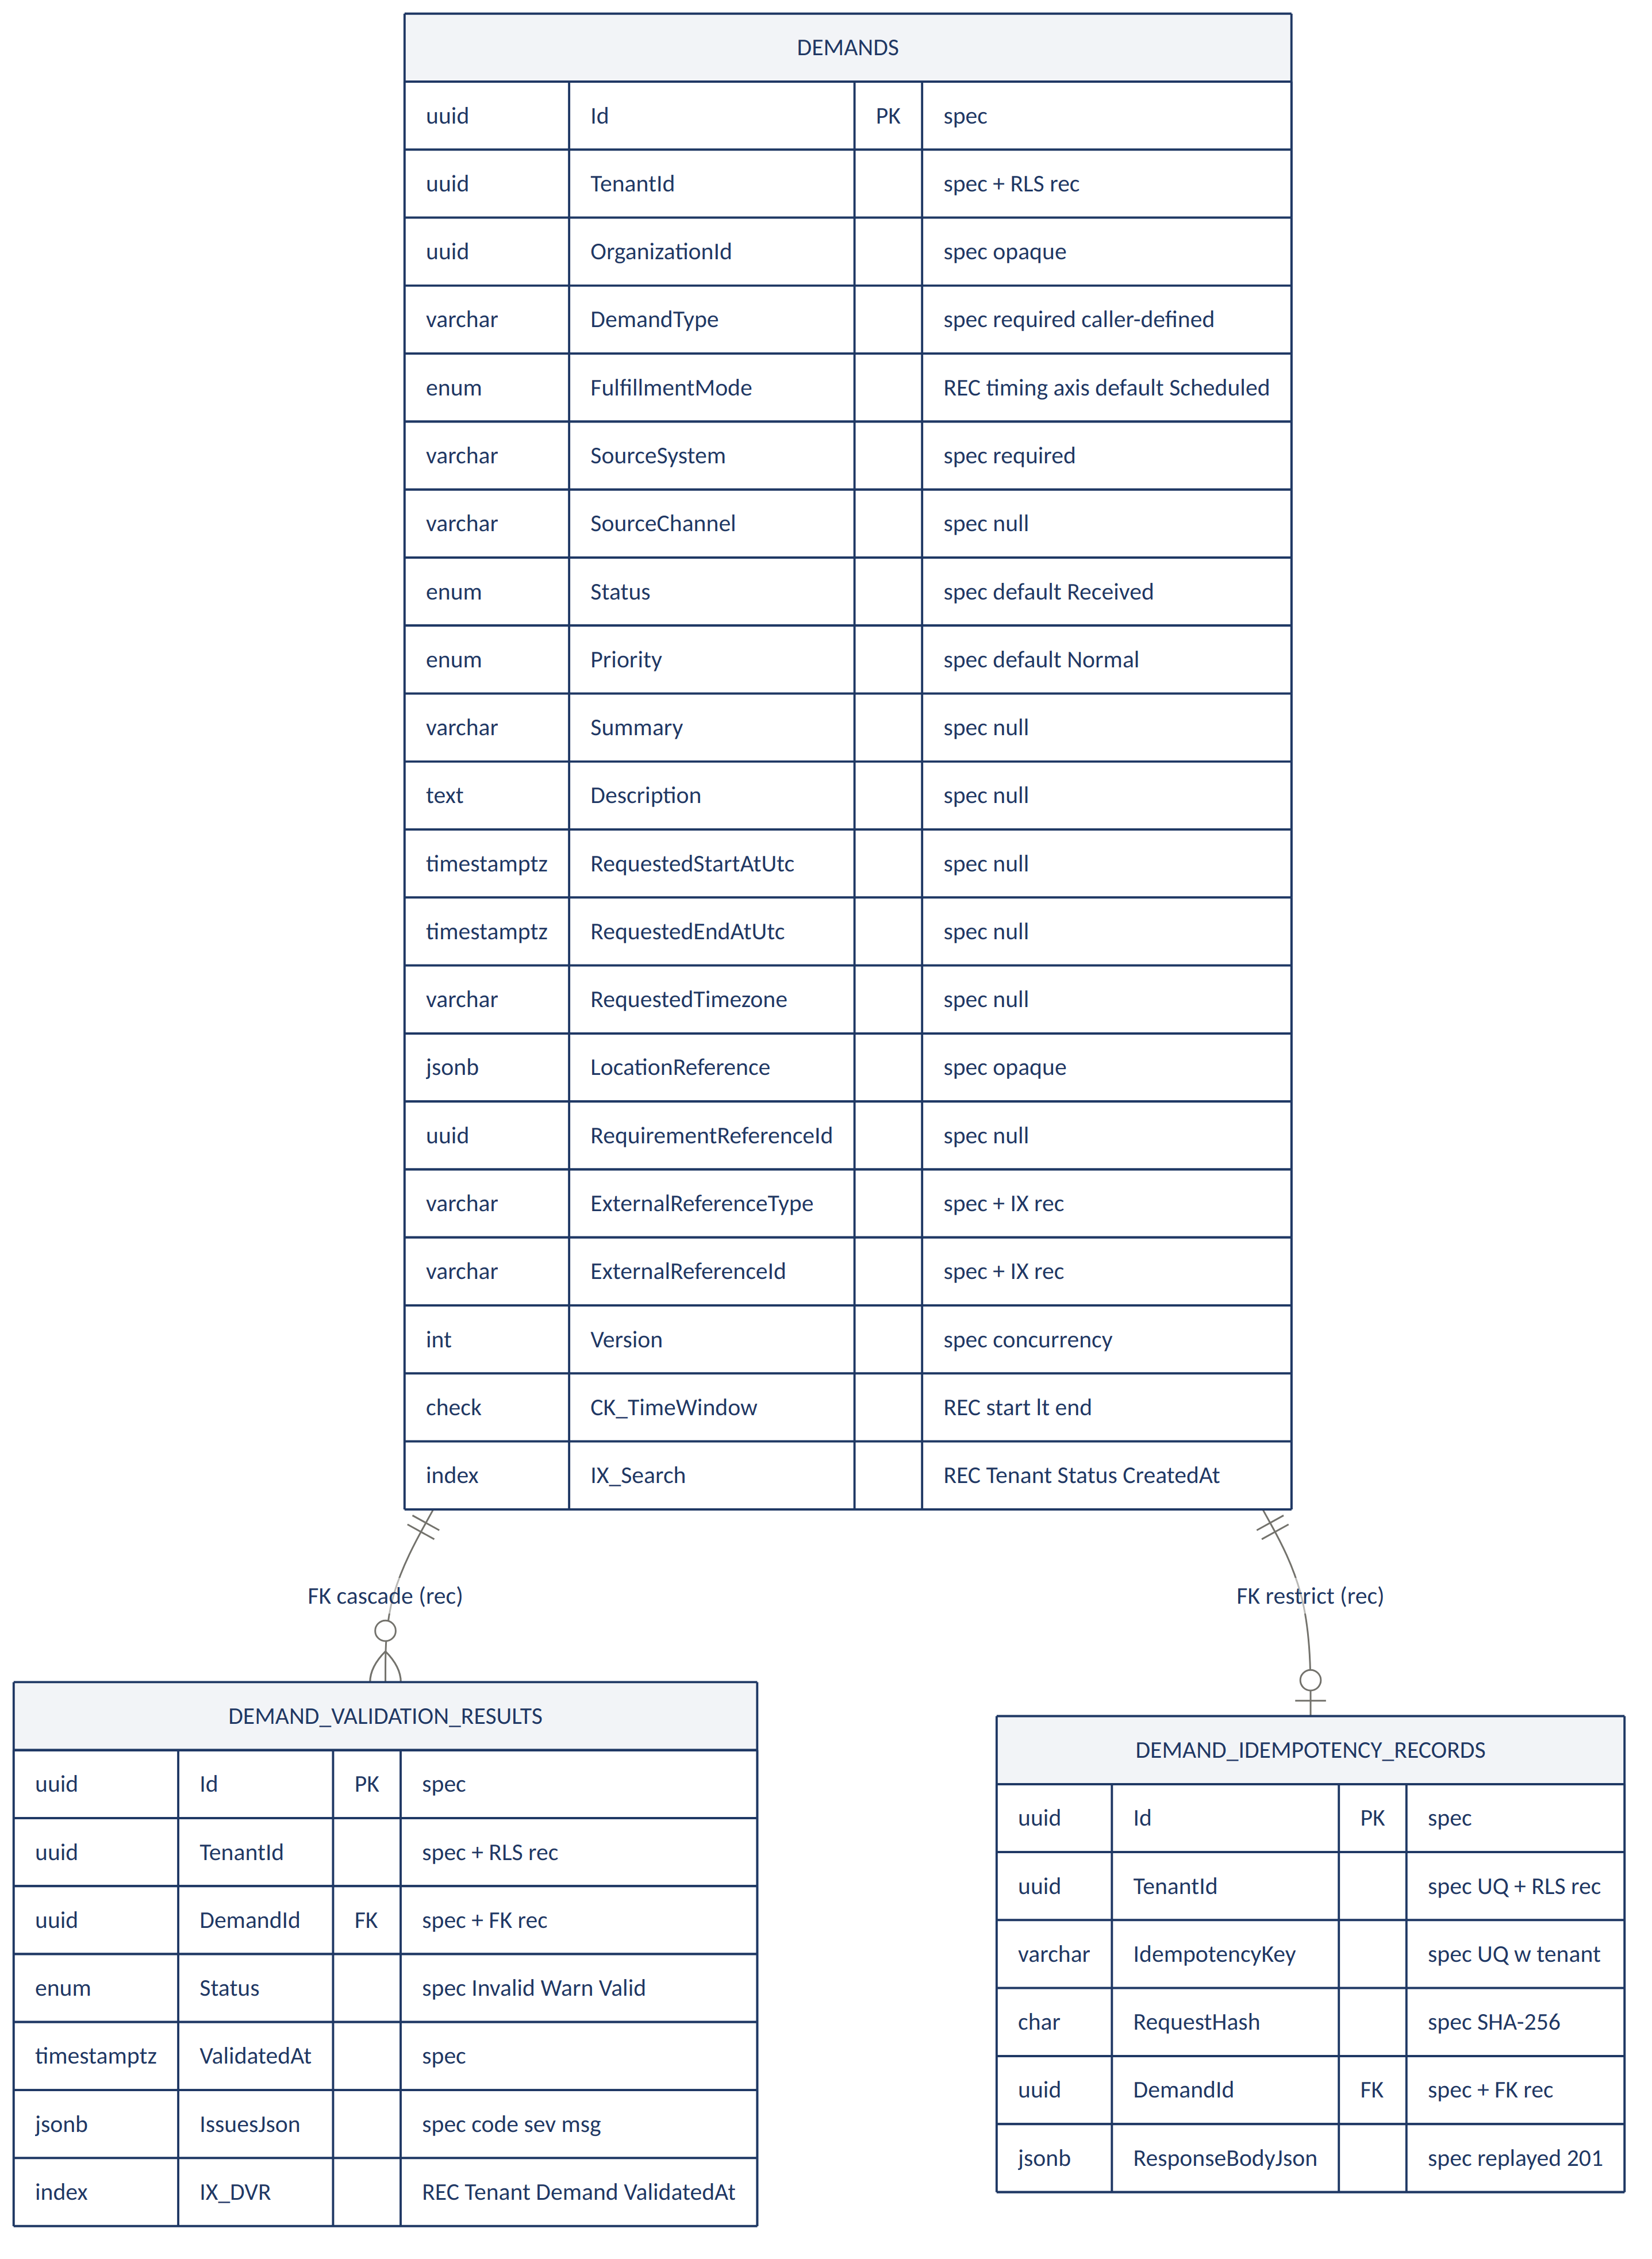 DEMANDS
uuid Id PK spec
uuid TenantId spec + RLS rec
uuid OrganizationId spec opaque
varchar DemandType spec required caller-defined
enum FulfillmentMode REC timing axis default Scheduled
varchar SourceSystem spec required
varchar SourceChannel spec null
enum Status spec default Received
enum Priority spec default Normal
varchar Summary spec null
text Description spec null
timestamptz RequestedStartAtUtc spec null
timestamptz RequestedEndAtUtc spec null
varchar RequestedTimezone spec null
jsonb LocationReference spec opaque
uuid RequirementReferenceId spec null
varchar ExternalReferenceType spec + IX rec
varchar ExternalReferenceId spec + IX rec
int Version spec concurrency
check CK_TimeWindow REC start lt end
index IX_Search REC Tenant Status CreatedAt
FK cascade (rec)
FK restrict (rec)
DEMAND_VALIDATION_RESULTS
uuid Id PK spec
uuid TenantId spec + RLS rec
uuid DemandId FK spec + FK rec
enum Status spec Invalid Warn Valid
timestamptz ValidatedAt spec
jsonb IssuesJson spec code sev msg
index IX_DVR REC Tenant Demand ValidatedAt
DEMAND_IDEMPOTENCY_RECORDS
uuid Id PK spec
uuid TenantId spec UQ + RLS rec
varchar IdempotencyKey spec UQ w tenant
char RequestHash spec SHA-256
uuid DemandId FK spec + FK rec
jsonb ResponseBodyJson spec replayed 201